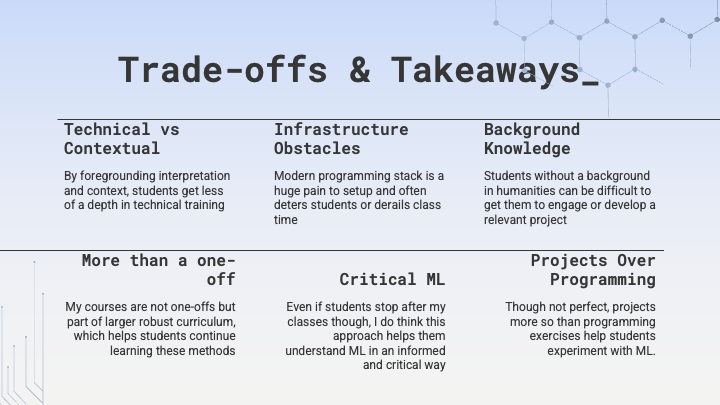 Trade-offs & Takeaways_
Technical vs
Contextual
By foregrounding interpretation
and context, students get less
of a depth in technical training
Infrastructure
Obstacles
Modern programming stack is a
huge pain to setup and often
deters students or derails class
time
Background
Knowledge
Students without a background
in humanities can be difficult to
get them to engage or develop a
relevant project
More than a one-
off
My courses are not one-offs but
part of larger robust curriculum,
which helps students continue
learning these methods
Critical ML
Even if students stop after my
classes though, I do think this
approach helps them
understand ML in an informed
and critical way
Projects Over
Programming
Though not perfect, projects
more so than programming
exercises help students
experiment with ML.